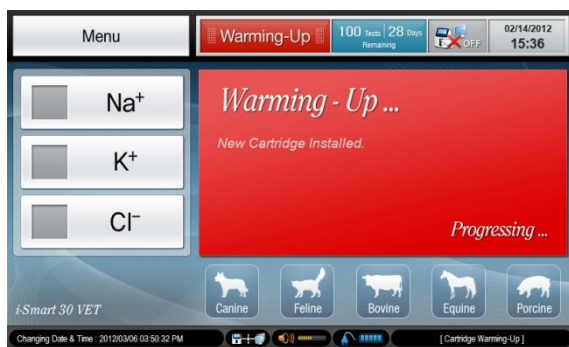 Menu
Warming-Up
100 Tests 28 Days
Remaining
OFF
02/14/2012
15:36
Na+
K+
Cl−
Warming - Up ...
New Cartridge Installed.
Progressing ...
i-Smart 30 VET
Canine
Feline
Bovine
Equine
Porcine
Changing Date & Time : 2012/03/06 03:50:32 PM
[ Cartridge Warming-Up ]